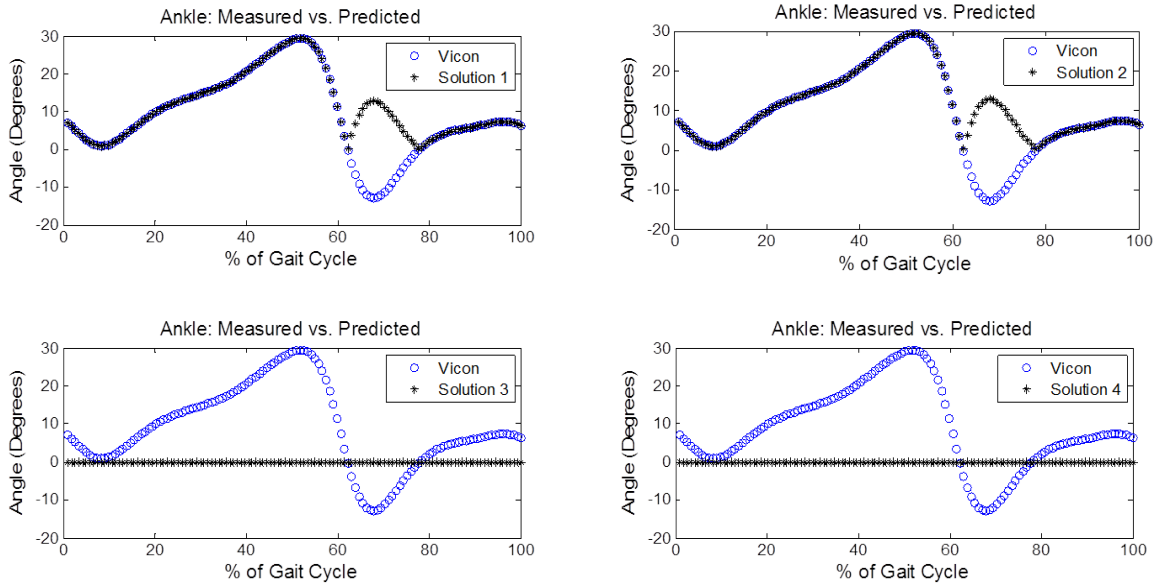 Ankle: Measured vs. Predicted
Angle (Degrees)
30
20
10
0
-10
-20
Vicon
Solution 1
0 20 40 60 80 100
% of Gait Cycle
Ankle: Measured vs. Predicted
Angle (Degrees)
30
20
10
0
-10
-20
Vicon
Solution 2
0 20 40 60 80 100
% of Gait Cycle
Ankle: Measured vs. Predicted
Angle (Degrees)
30
20
10
0
-10
-20
Vicon
Solution 3
0 20 40 60 80 100
% of Gait Cycle
Ankle: Measured vs. Predicted
Angle (Degrees)
30
20
10
0
-10
-20
Vicon
Solution 4
0 20 40 60 80 100
% of Gait Cycle